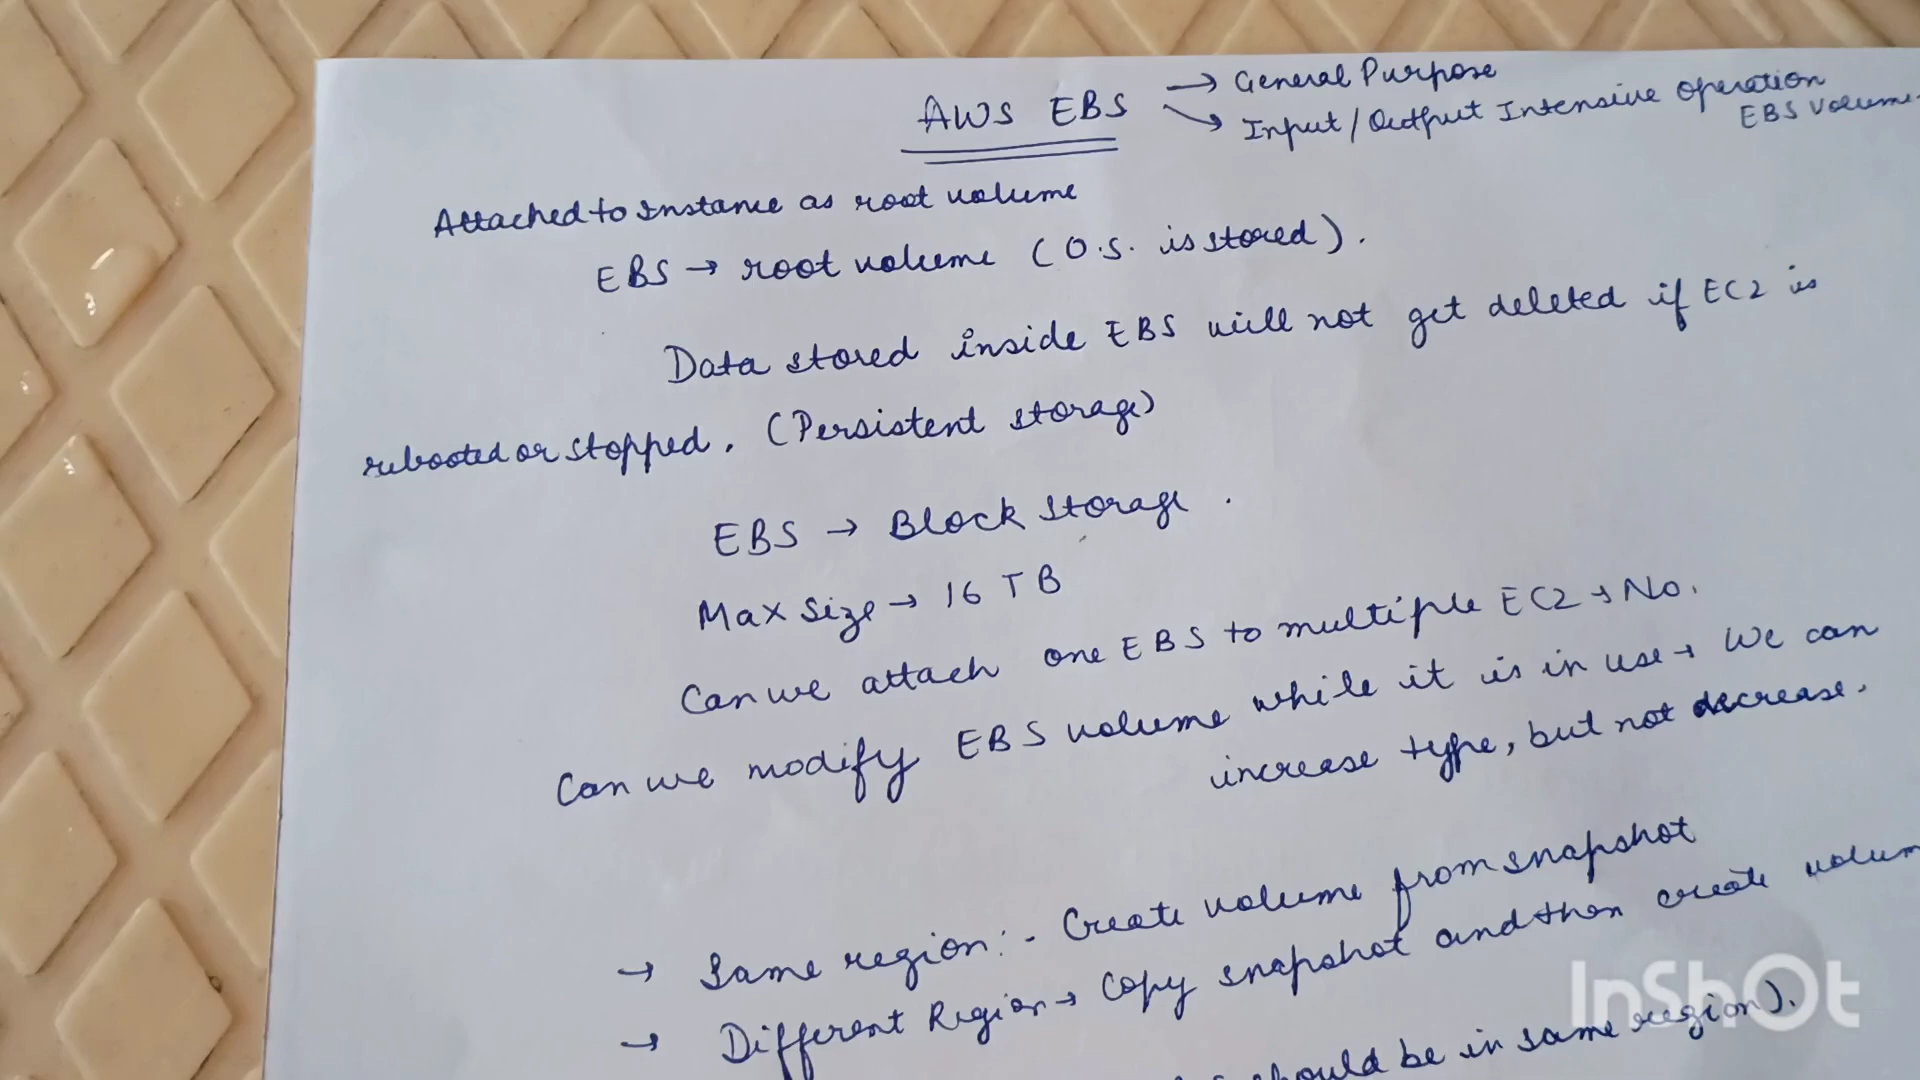 AWS EBS → General Purpose
→ Input/Output Intensive operation
EBS Volume
Attached to Instance as root volume
EBS → root volume (O.S. is stored).
Data stored inside EBS will not get deleted if EC2 is
rebooted or stopped. (Persistent storage)
EBS → Block storage.
Max size → 16 TB
Can we attach one EBS to multiple EC2 → No.
Can we modify EBS volume while it is in use → We can
increase type, but not decrease.
→ Same region:- Create volume from snapshot
→ Different Region → Copy snapshot and then create volum
should be in same region).
InShOt